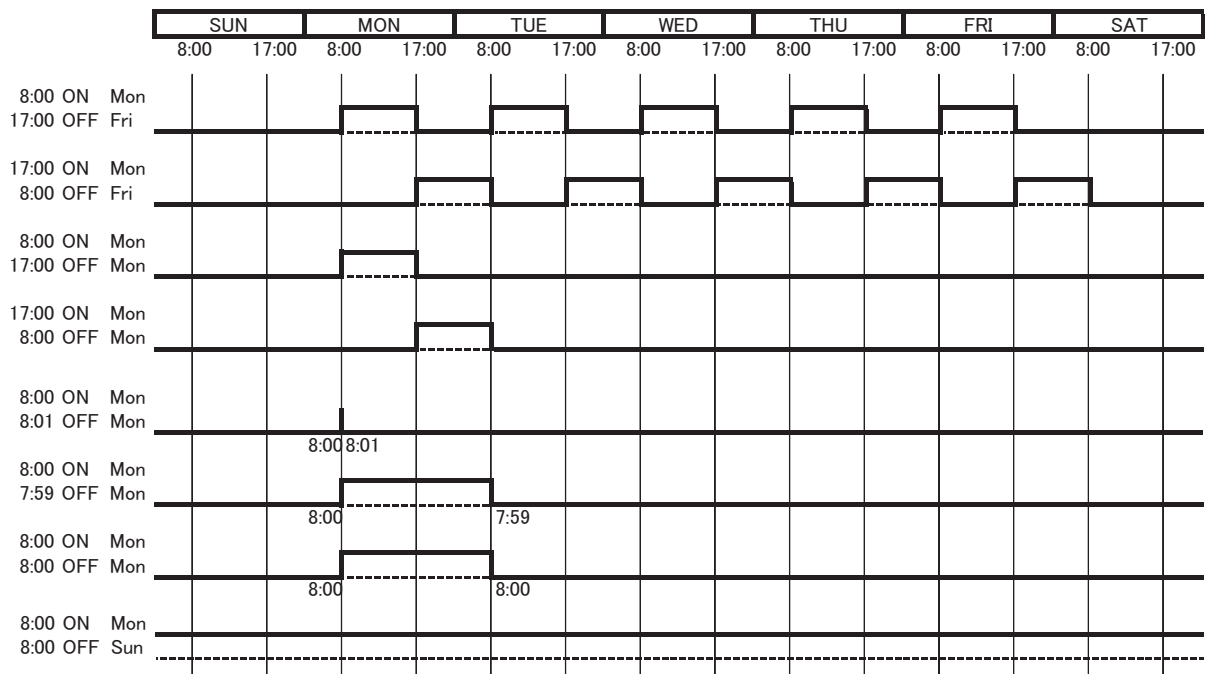 SUN MON TUE WED THU FRI SAT
8:00 17:00 8:00 17:00 8:00 17:00 8:00 17:00 8:00 17:00 8:00 17:00 8:00 17:00
8:00 ON Mon
17:00 OFF Fri
17:00 ON Mon
8:00 OFF Fri
8:00 ON Mon
17:00 OFF Mon
17:00 ON Mon
8:00 OFF Mon
8:00 ON Mon
8:01 OFF Mon
8:00 8:01
8:00 ON Mon
7:59 OFF Mon
8:00 7:59
8:00 ON Mon
8:00 OFF Mon
8:00 8:00
8:00 ON Mon
8:00 OFF Sun